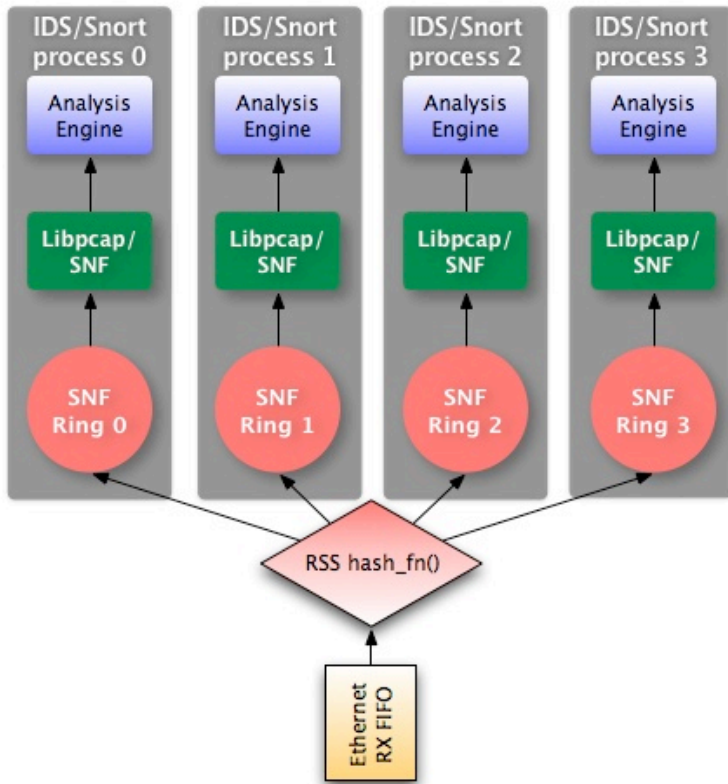 IDS/Snort
process 0
IDS/Snort
process 1
IDS/Snort
process 2
IDS/Snort
process 3
Analysis
Engine
Analysis
Engine
Analysis
Engine
Analysis
Engine
Libpcap/
SNF
Libpcap/
SNF
Libpcap/
SNF
Libpcap/
SNF
SNF
Ring 0
SNF
Ring 1
SNF
Ring 2
SNF
Ring 3
RSS hash_fn()
Ethernet
RX FIFO